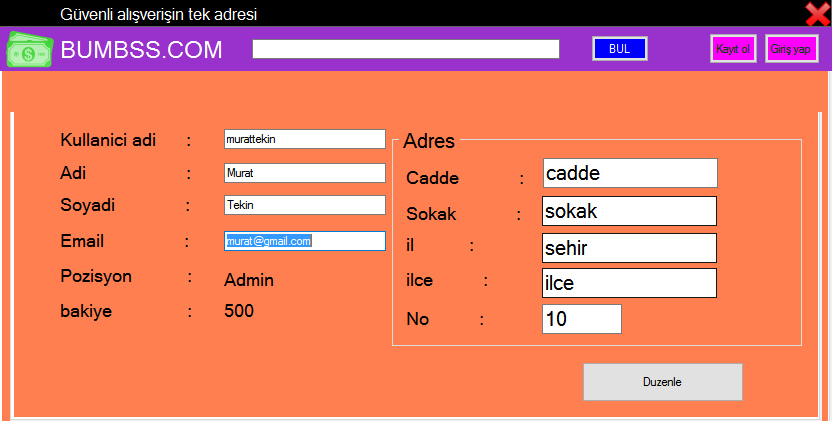 Güvenli alışverişin tek adresi
BUMBSS.COM BUL Kayıt ol Giriş yap
Kullanici adi : murattekin
Adi : Murat
Soyadi : Tekin
Email : murat@gmail.com
Pozisyon : Admin
bakiye : 500
Adres
Cadde : cadde
Sokak : sokak
il : sehir
ilce : ilce
No : 10
Duzenle